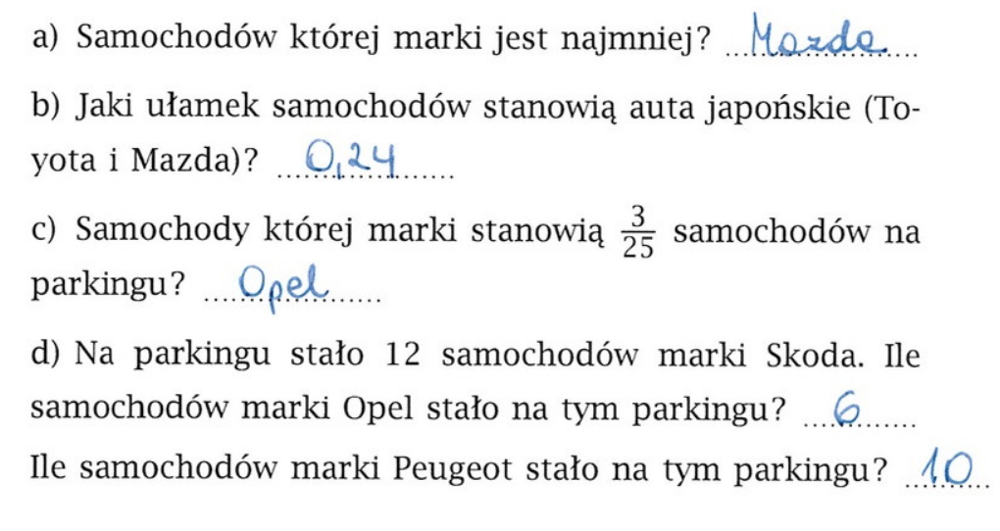 a) Samochodów której marki jest najmniej? Mazda
b) Jaki ułamek samochodów stanowią auta japońskie (To-
yota i Mazda)? 0,24
c) Samochody której marki stanowią 3/25 samochodów na
parkingu? Opel
d) Na parkingu stało 12 samochodów marki Skoda. Ile
samochodów marki Opel stało na tym parkingu? 6
Ile samochodów marki Peugeot stało na tym parkingu? 10